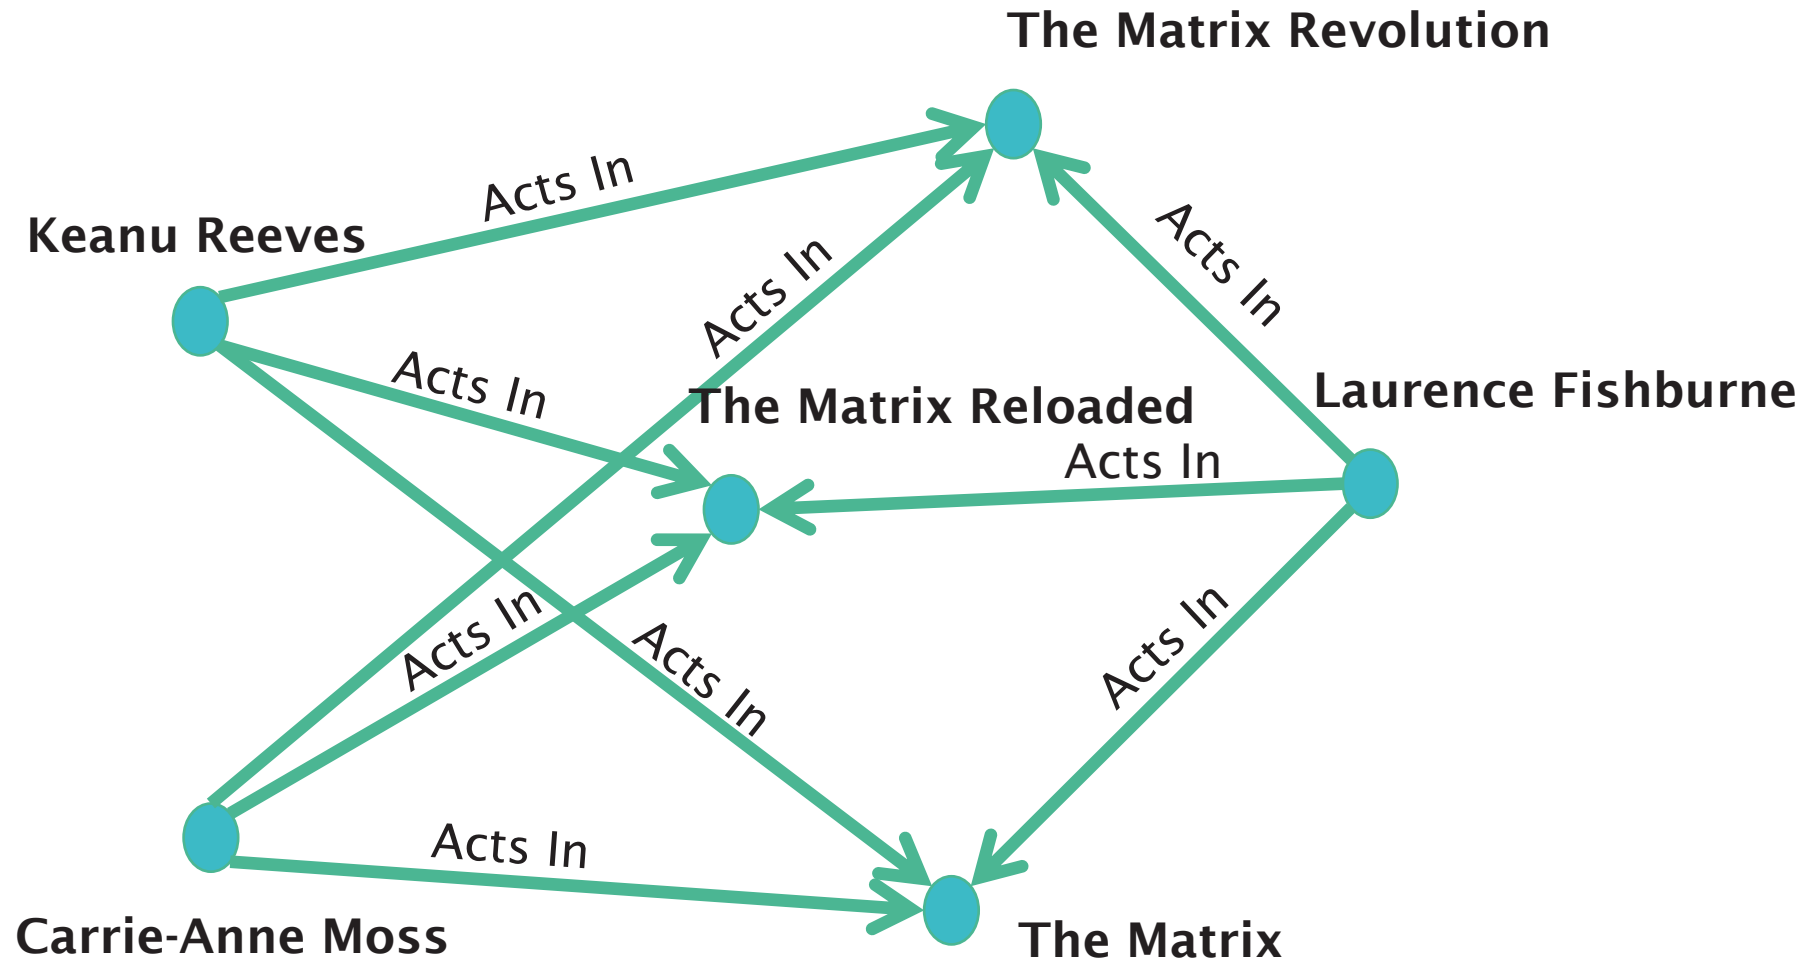 The Matrix Revolution
Acts In
Keanu Reeves
Acts In
Acts In
Acts In
The Matrix Reloaded
Laurence Fishburne
Acts In
Acts In
Acts In
Acts In
Acts In
Carrie-Anne Moss
The Matrix